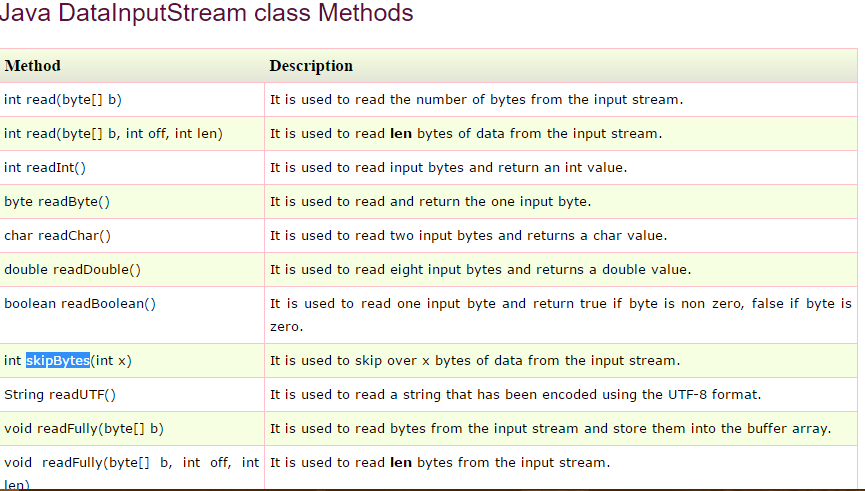 Java DataInputStream class Methods
Method Description
int read(byte[] b) It is used to read the number of bytes from the input stream.
int read(byte[] b, int off, int len) It is used to read len bytes of data from the input stream.
int readInt() It is used to read input bytes and return an int value.
byte readByte() It is used to read and return the one input byte.
char readChar() It is used to read two input bytes and returns a char value.
double readDouble() It is used to read eight input bytes and returns a double value.
boolean readBoolean() It is used to read one input byte and return true if byte is non zero, false if byte is
zero.
int skipBytes(int x) It is used to skip over x bytes of data from the input stream.
String readUTF() It is used to read a string that has been encoded using the UTF-8 format.
void readFully(byte[] b) It is used to read bytes from the input stream and store them into the buffer array.
void readFully(byte[] b, int off, int It is used to read len bytes from the input stream.
len)